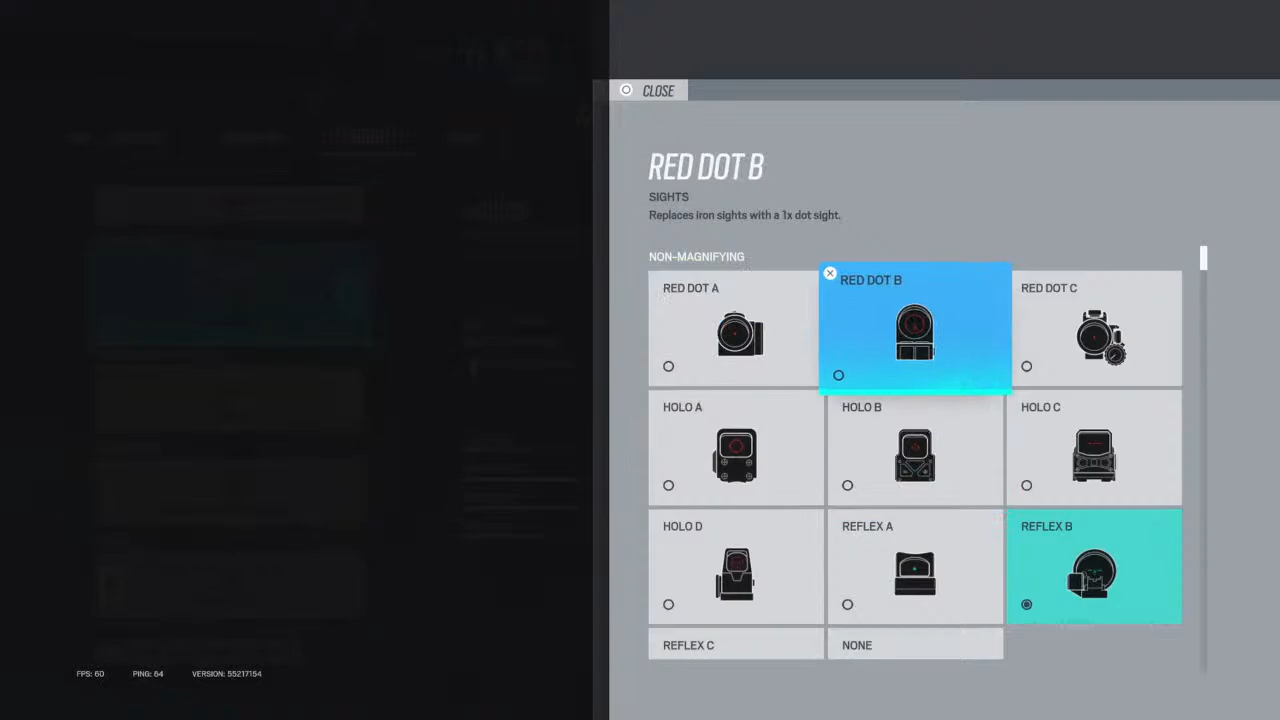 CLOSE
RED DOT B
SIGHTS
Replaces iron sights with a 1x dot sight.
NON-MAGNIFYING
RED DOT A
RED DOT B
RED DOT C
HOLO A
HOLO B
HOLO C
HOLO D
REFLEX A
REFLEX B
REFLEX C
NONE
FPS: 60 PING: 64 VERSION: 55217154